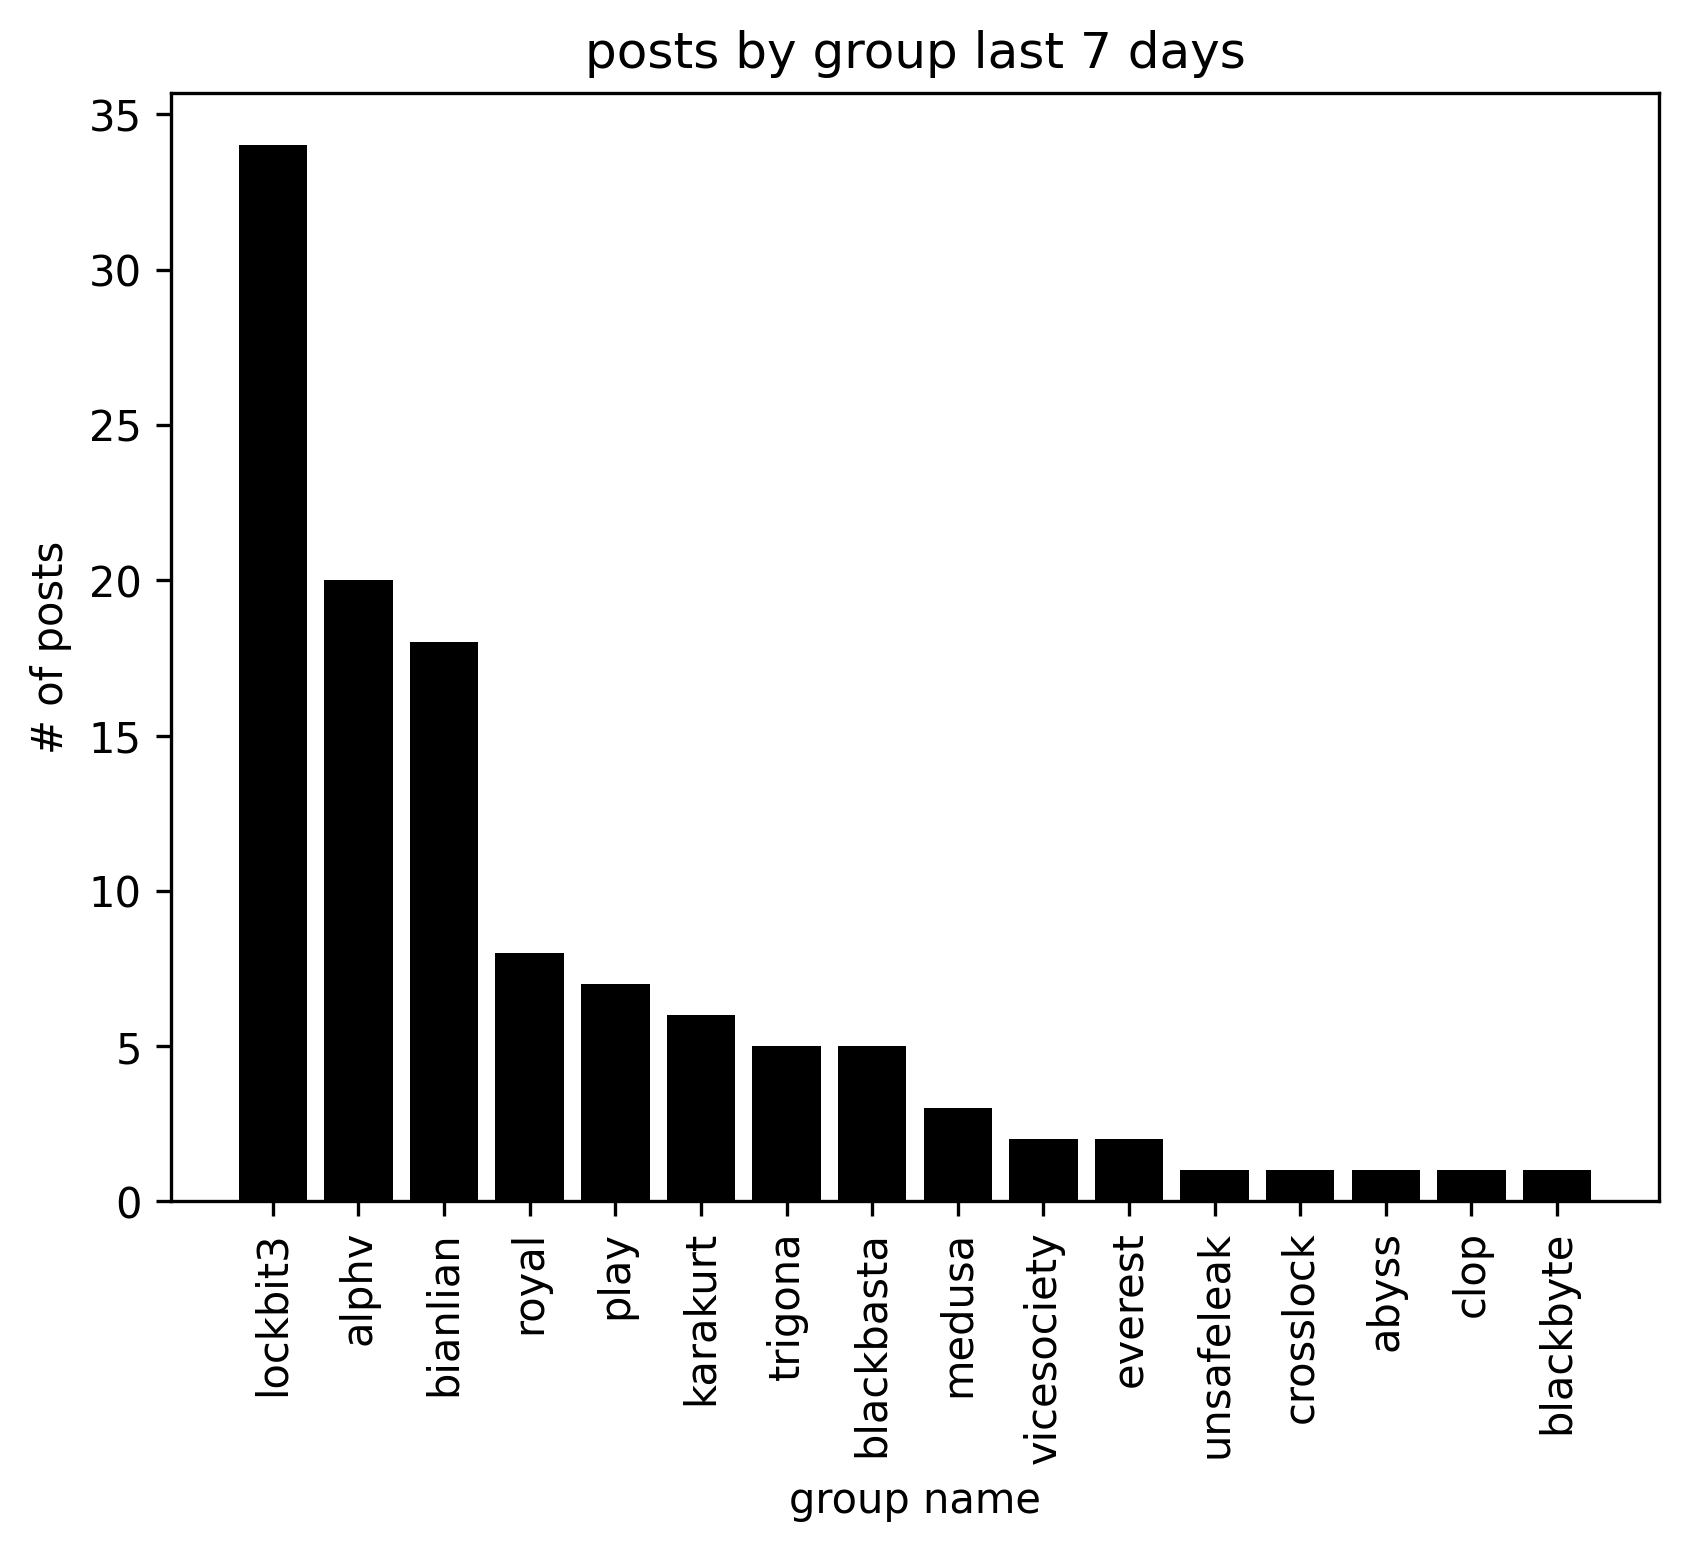 posts by group last 7 days
# of posts
35
30
25
20
15
10
5
0
lockbit3
alphv
bianlian
royal
play
karakurt
trigona
blackbasta
medusa
vicesociety
everest
unsafeleak
crosslock
abyss
clop
blackbyte
group name